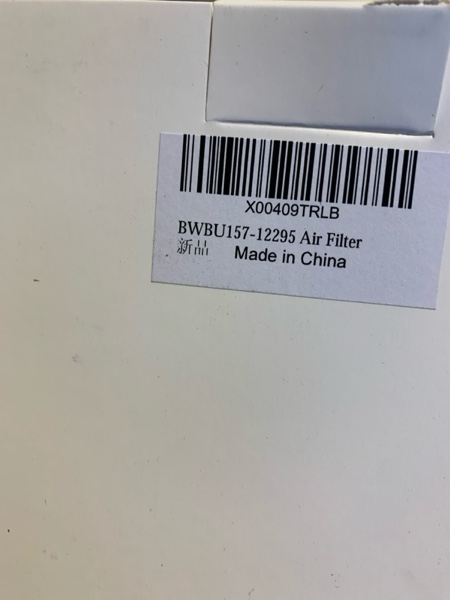 X00409TRLB
BWBU157-12295 Air Filter
新品 Made in China